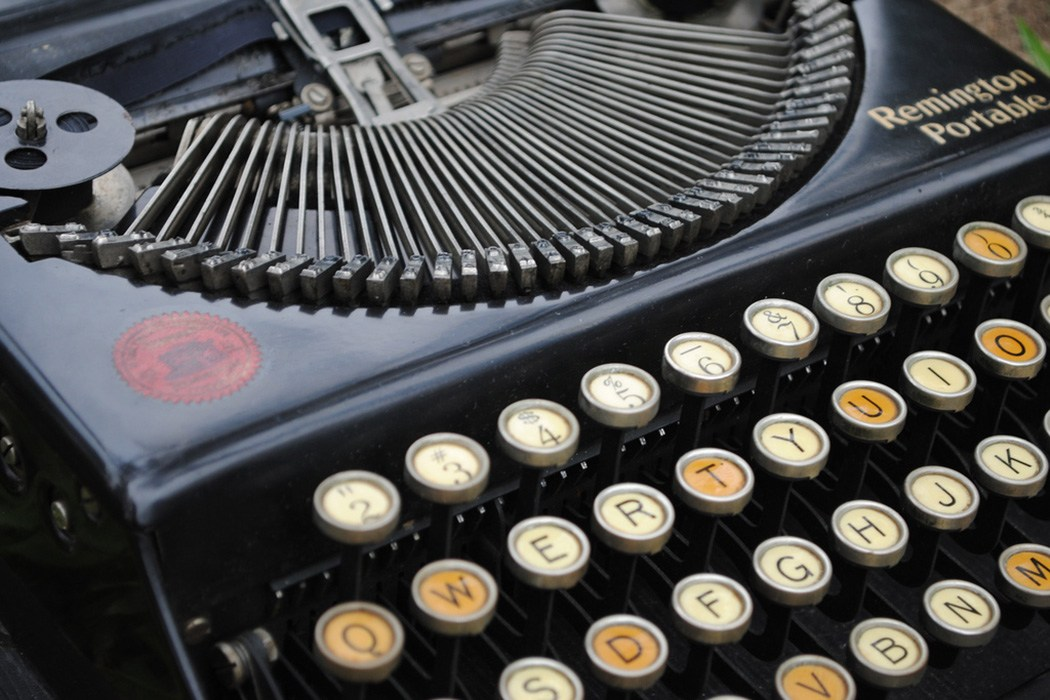 Remington
Portable
" 2 # 3 $ 4 % 5 _ 6 & 7 ' 8 9 0
Q W E R T Y U I O
S D F G H J K
V B N M